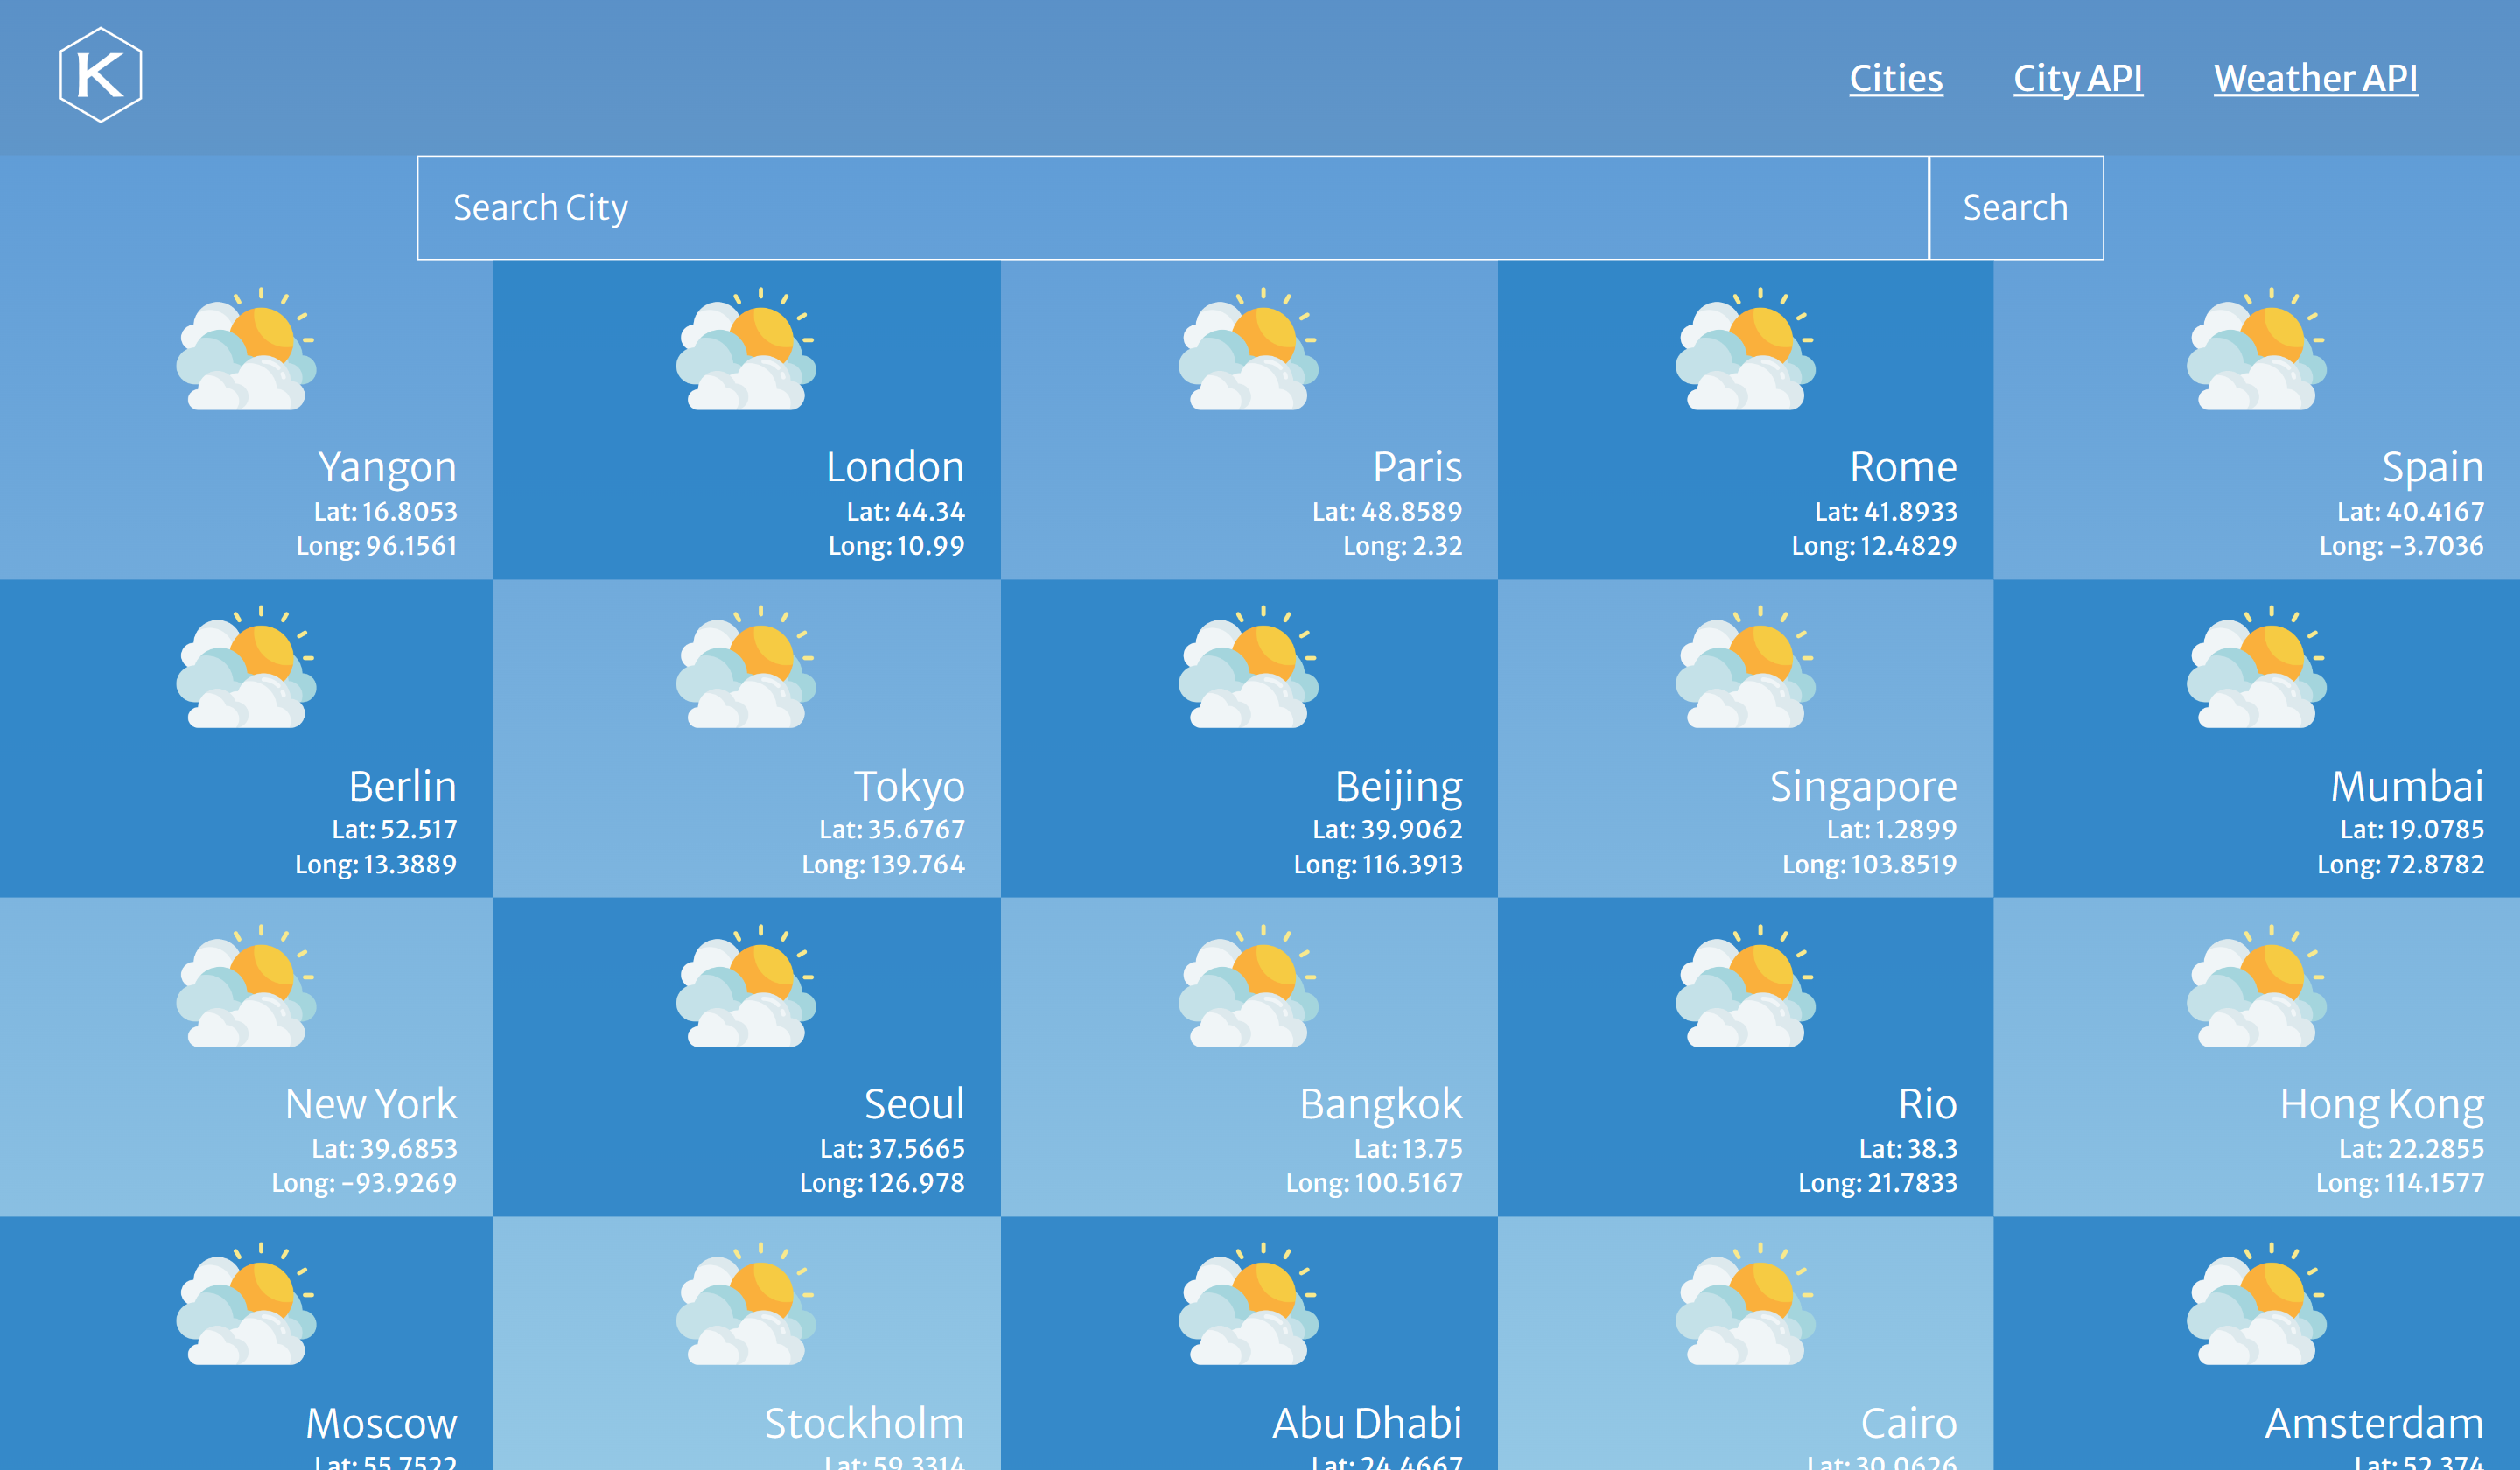 K
Cities City API Weather API
Search City Search
Yangon
Lat: 16.8053
Long: 96.1561
London
Lat: 44.34
Long: 10.99
Paris
Lat: 48.8589
Long: 2.32
Rome
Lat: 41.8933
Long: 12.4829
Spain
Lat: 40.4167
Long: -3.7036
Berlin
Lat: 52.517
Long: 13.3889
Tokyo
Lat: 35.6767
Long: 139.764
Beijing
Lat: 39.9062
Long: 116.3913
Singapore
Lat: 1.2899
Long: 103.8519
Mumbai
Lat: 19.0785
Long: 72.8782
New York
Lat: 39.6853
Long: -93.9269
Seoul
Lat: 37.5665
Long: 126.978
Bangkok
Lat: 13.75
Long: 100.5167
Rio
Lat: 38.3
Long: 21.7833
Hong Kong
Lat: 22.2855
Long: 114.1577
Moscow
Lat: 55.7522
Stockholm
Lat: 59.3314
Abu Dhabi
Lat: 24.4667
Cairo
Lat: 30.0626
Amsterdam
Lat: 52.374